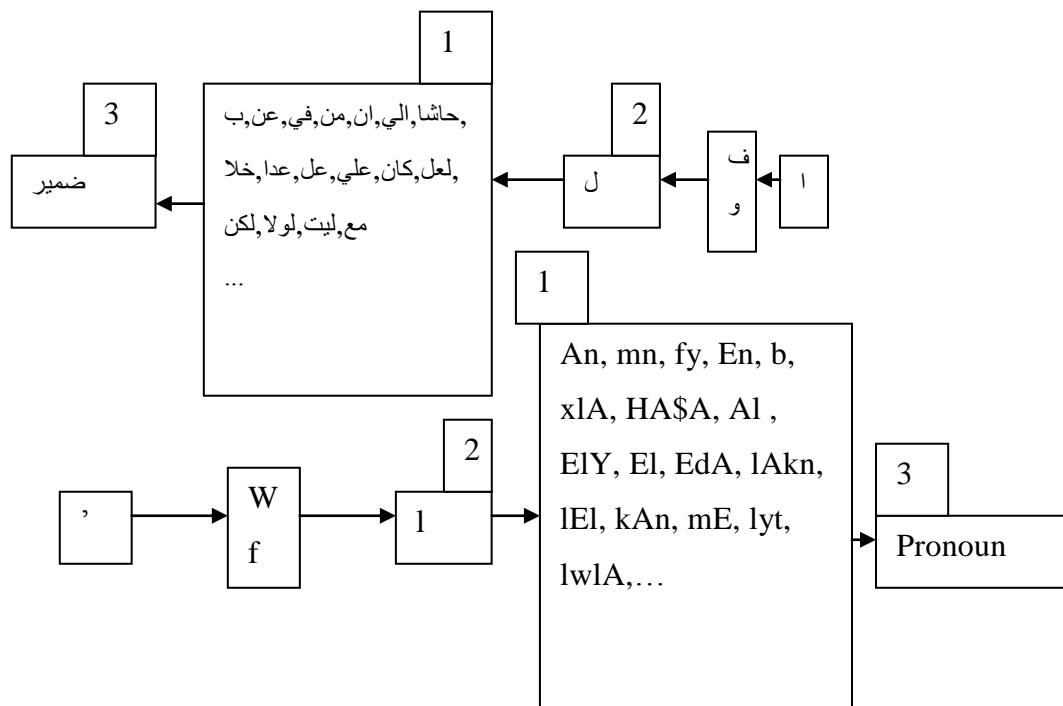 1
3
2
حاشا,الي,ان,من,في,عن,ب,
لعل,كان,علي,عل,عدا,خلا,
مع,ليت,لولا,لكن
...
ضمير
ل
ف
و
ا
1
An, mn, fy, En, b,
xlA, HA$A, Al ,
ElY, El, EdA, lAkn,
lEl, kAn, mE, lyt,
lwlA,…
2
3
’
W
f
l
Pronoun